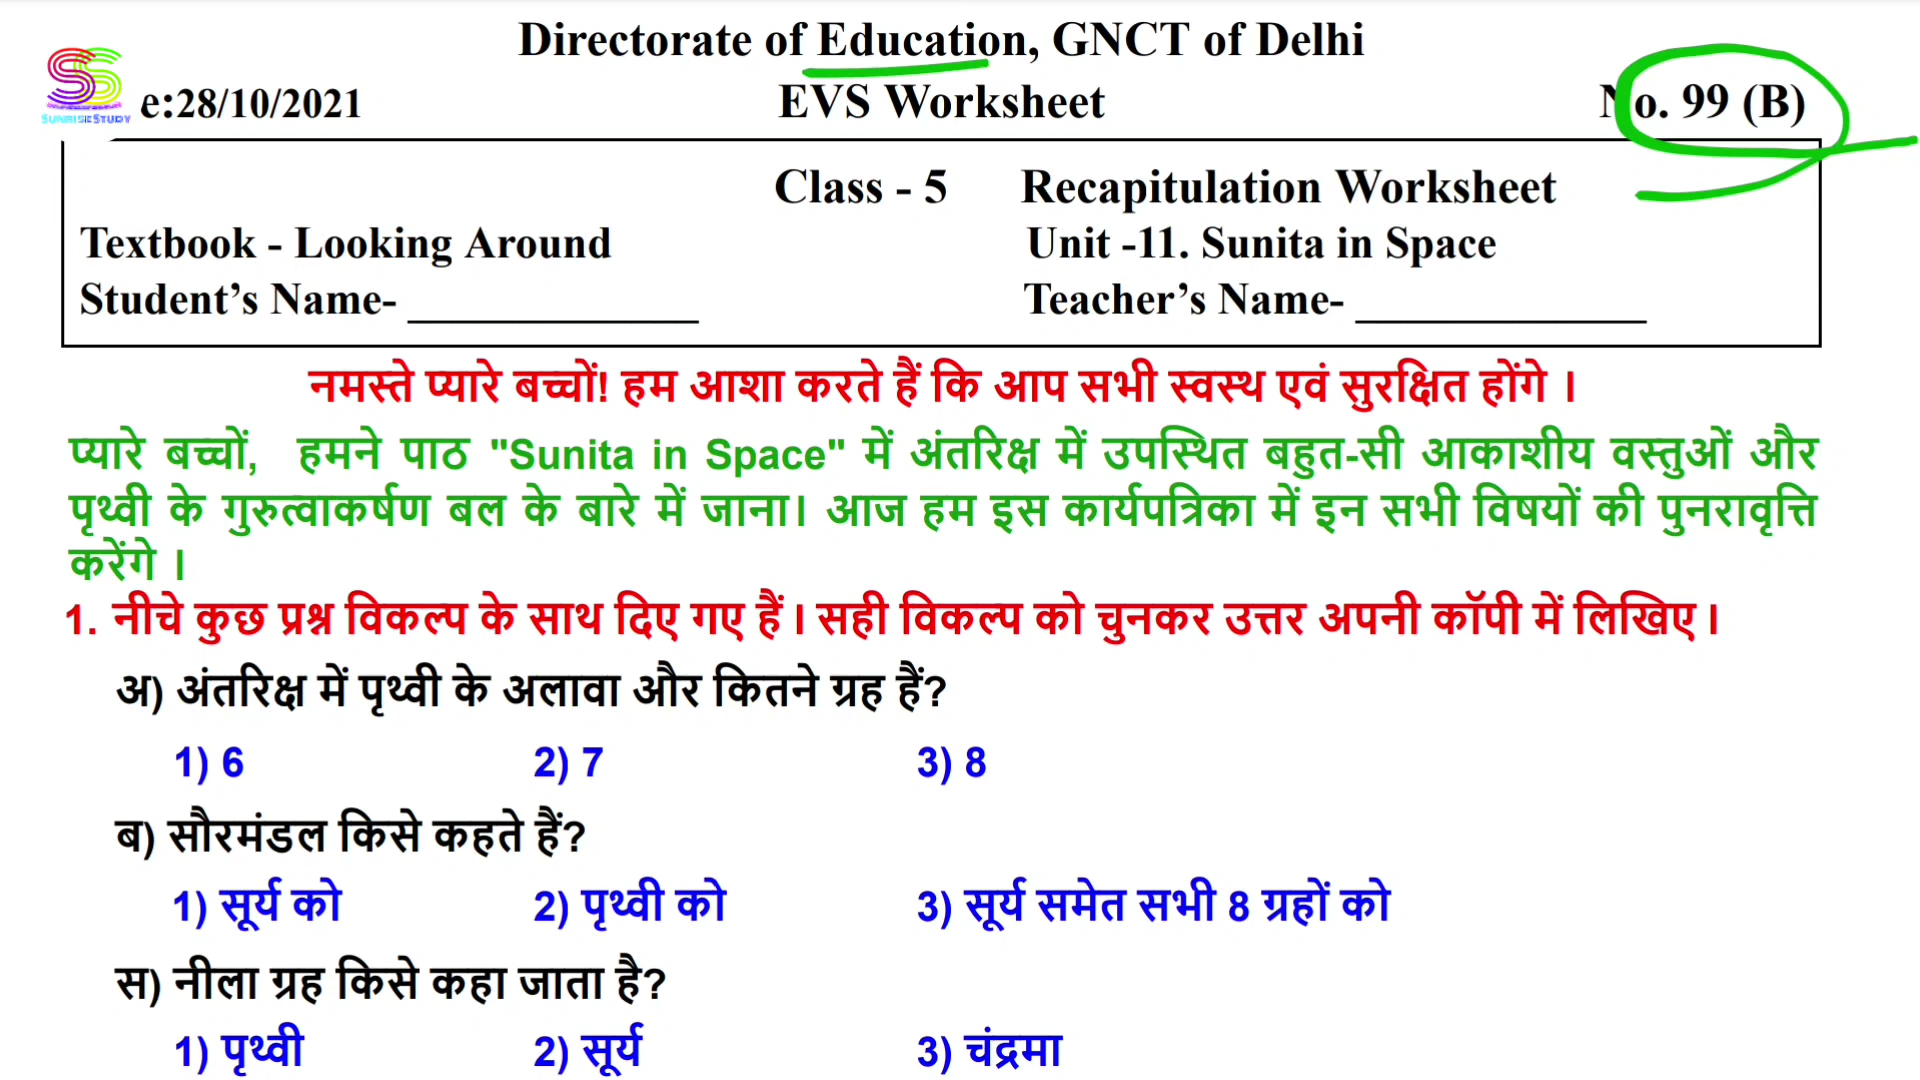 Directorate of Education, GNCT of Delhi
SUNRISE STUDY
e:28/10/2021 EVS Worksheet No. 99 (B)
Class - 5 Recapitulation Worksheet
Textbook - Looking Around Unit -11. Sunita in Space
Student’s Name- ____________ Teacher’s Name- ____________
नमस्ते प्यारे बच्चों! हम आशा करते हैं कि आप सभी स्वस्थ एवं सुरक्षित होंगे ।
प्यारे बच्चों, हमने पाठ "Sunita in Space" में अंतरिक्ष में उपस्थित बहुत-सी आकाशीय वस्तुओं और
पृथ्वी के गुरुत्वाकर्षण बल के बारे में जाना। आज हम इस कार्यपत्रिका में इन सभी विषयों की पुनरावृत्ति
करेंगे ।
1. नीचे कुछ प्रश्न विकल्प के साथ दिए गए हैं । सही विकल्प को चुनकर उत्तर अपनी कॉपी में लिखिए ।
अ) अंतरिक्ष में पृथ्वी के अलावा और कितने ग्रह हैं?
1) 6 2) 7 3) 8
ब) सौरमंडल किसे कहते हैं?
1) सूर्य को 2) पृथ्वी को 3) सूर्य समेत सभी 8 ग्रहों को
स) नीला ग्रह किसे कहा जाता है?
1) पृथ्वी 2) सूर्य 3) चंद्रमा